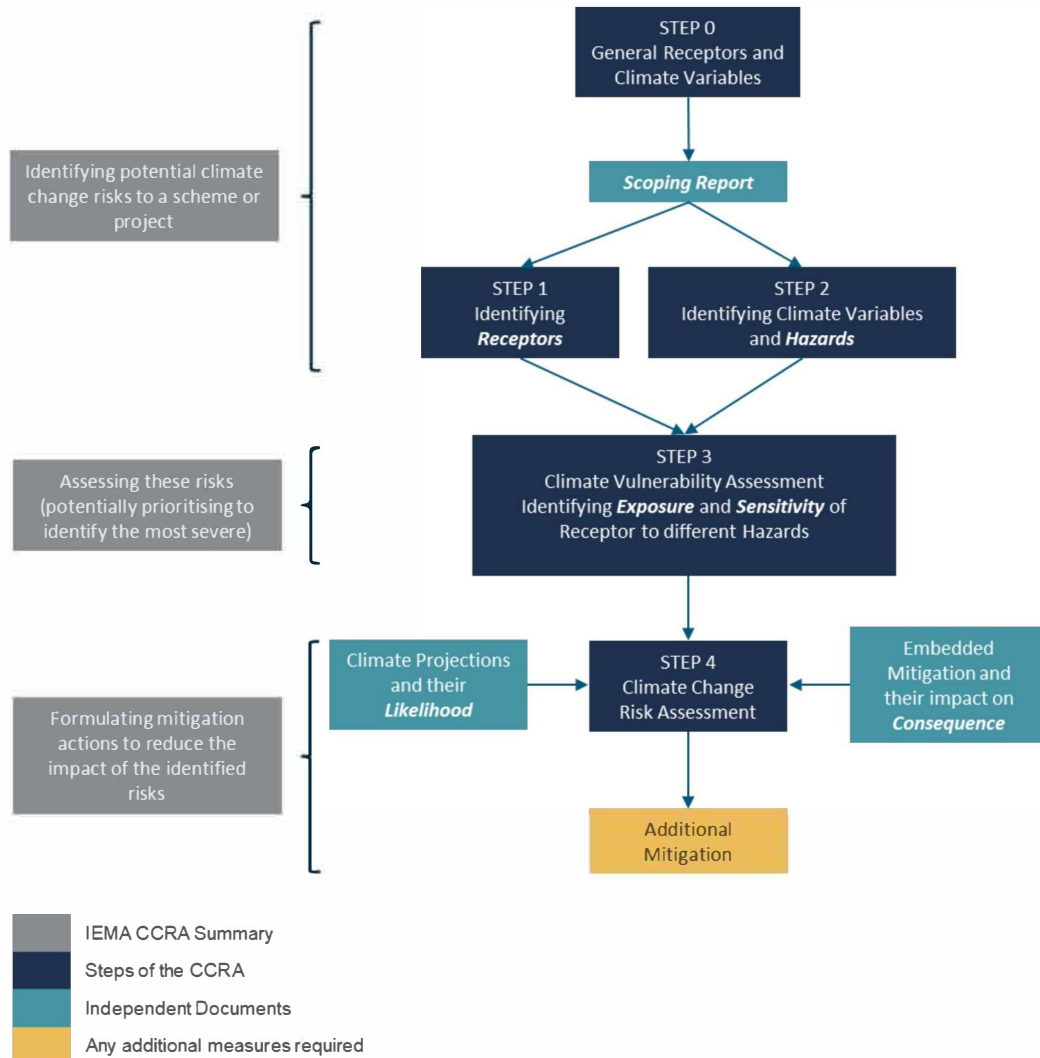 STEP 0
General Receptors and
Climate Variables
Identifying potential climate
change risks to a scheme or
project
Scoping Report
STEP 1
Identifying
Receptors
STEP 2
Identifying Climate Variables
and Hazards
Assessing these risks
(potentially prioritising to
identify the most severe)
STEP 3
Climate Vulnerability Assessment
Identifying Exposure and Sensitivity of
Receptor to different Hazards
Formulating mitigation
actions to reduce the
impact of the identified
risks
Climate Projections
and their
Likelihood
STEP 4
Climate Change
Risk Assessment
Embedded
Mitigation and
their impact on
Consequence
Additional
Mitigation
IEMA CCRA Summary
Steps of the CCRA
Independent Documents
Any additional measures required